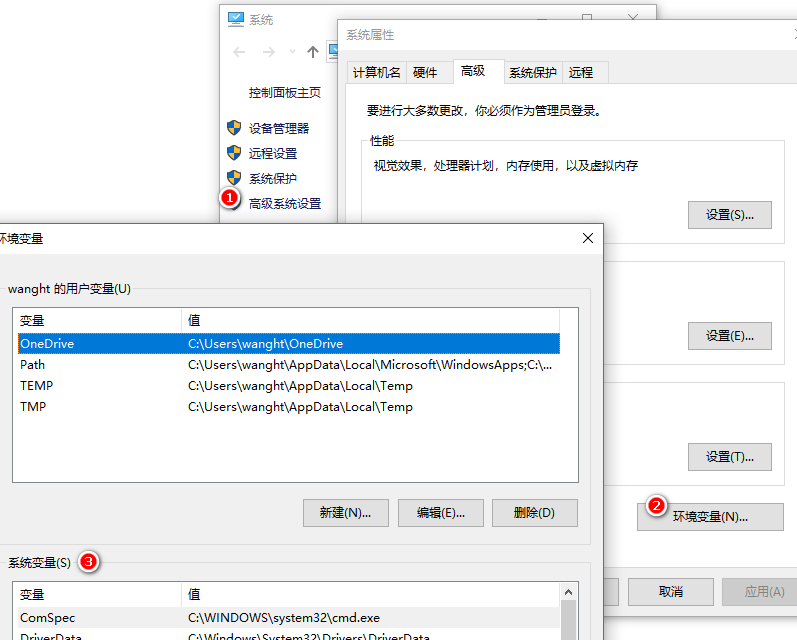 系统
系统属性
计算机名 硬件 高级 系统保护 远程
控制面板主页
设备管理器
远程设置
系统保护
1
高级系统设置
要进行大多数更改，你必须作为管理员登录。
性能
视觉效果，处理器计划，内存使用，以及虚拟内存
设置(S)...
设置(E)...
设置(T)...
2
环境变量(N)...
取消
应用(A)
环境变量
wanght 的用户变量(U)
变量 值
OneDrive C:\Users\wanght\OneDrive
Path C:\Users\wanght\AppData\Local\Microsoft\WindowsApps;C:\...
TEMP C:\Users\wanght\AppData\Local\Temp
TMP C:\Users\wanght\AppData\Local\Temp
新建(N)... 编辑(E)... 删除(D)
系统变量(S) 3
变量 值
ComSpec C:\WINDOWS\system32\cmd.exe
DriverData C:\Windows\System32\Drivers\DriverData